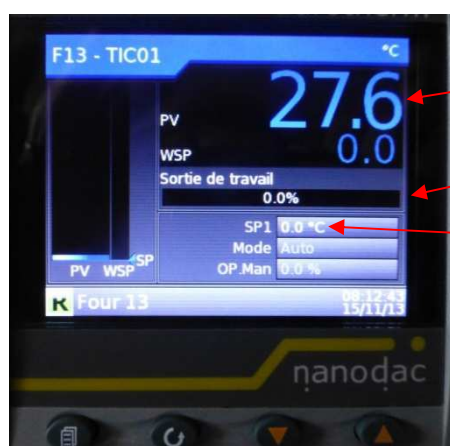 F13 - TIC01 °C
PV 27.6
WSP 0.0
Sortie de travail
0.0%
SP1 0.0 °C
Mode Auto
OP.Man 0.0 %
SP
PV WSP
Four 13 08:12:43
15/11/13
nanodac